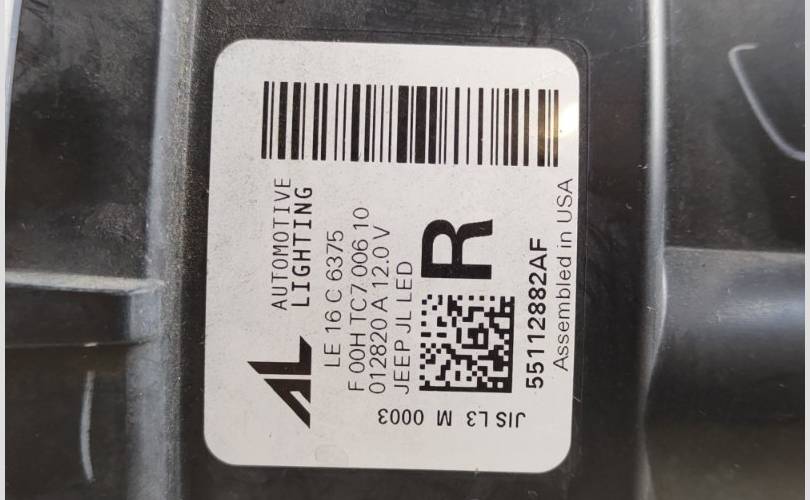 AL
AUTOMOTIVE
LIGHTING
LE 16 C 6375
F 00H TC7 006 10
012820 A 12.0 V
JEEP JL LED
R
55112882AF
Assembled in USA
JIS L3 M 0003